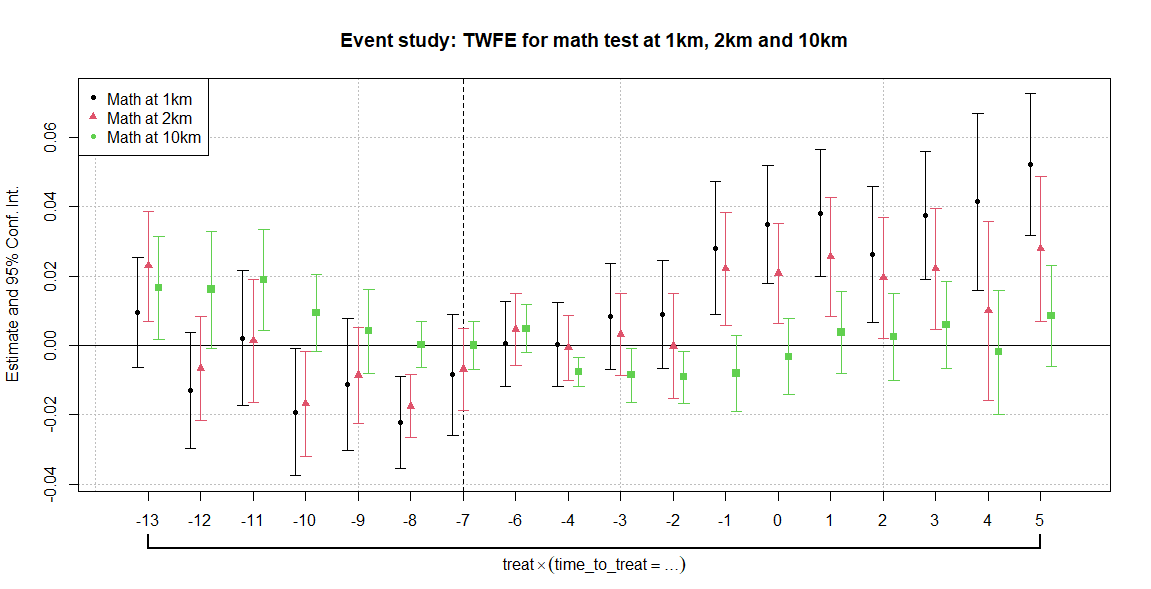 Event study: TWFE for math test at 1km, 2km and 10km
Math at 1km
Math at 2km
Math at 10km
Estimate and 95% Conf. Int.
0.06
0.04
0.02
0.00
-0.02
-0.04
-13 -12 -11 -10 -9 -8 -7 -6 -4 -3 -2 -1 0 1 2 3 4 5
treat×(time_to_treat = ...)